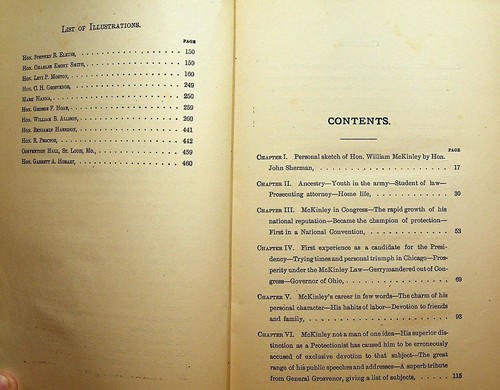 List of Illustrations.
PAGE
Hon. Stephen B. Elkins, 150
Hon. Charles Emory Smith, 150
Hon. Levi P. Morton, 160
Hon. C. H. Grosvenor, 249
Mark Hanna, 250
Hon. George F. Hoar, 259
Hon. William B. Allison, 260
Hon. Benjamin Harrison, 441
Hon. R. Proctor, 442
Convention Hall, St. Louis, Mo., 459
Hon. Garrett A. Hobart, 460
CONTENTS.
PAGE
Chapter I. Personal sketch of Hon. William McKinley by Hon.
John Sherman, 17
Chapter II. Ancestry—Youth in the army—Student of law—
Prosecuting attorney—Home life, 30
Chapter III. McKinley in Congress—The rapid growth of his
national reputation—Became the champion of protection—
First in a National Convention, 53
Chapter IV. First experience as a candidate for the Presi-
dency—Trying times and personal triumph in Chicago—Pros-
perity under the McKinley Law—Gerrymandered out of Con-
gress—Governor of Ohio, 69
Chapter V. McKinley's career in few words—The charm of his
personal character—His habits of labor—Devotion to friends
and family, 93
Chapter VI. McKinley not a man of one idea—His superior dis-
tinction as a Protectionist has caused him to be erroneously
accused of exclusive devotion to that subject—The great
range of his public speeches and addresses—A superb tribute
from General Grosvenor, giving a list of subjects, 115